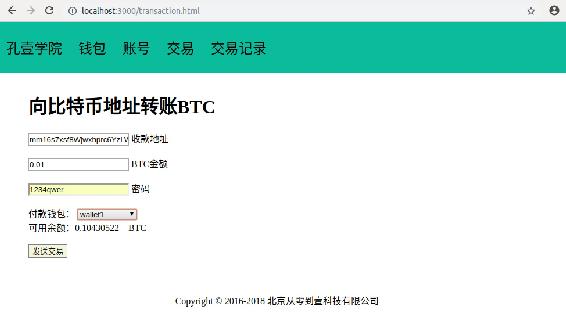 localhost:3000/transaction.html
孔壹学院 钱包 账号 交易 交易记录
向比特币地址转账BTC
收款地址
0.01 BTC金额
1234qwer 密码
付款钱包： wallet1
可用余额：0.10430522 BTC
发送交易
Copyright © 2016-2018 北京从零到壹科技有限公司